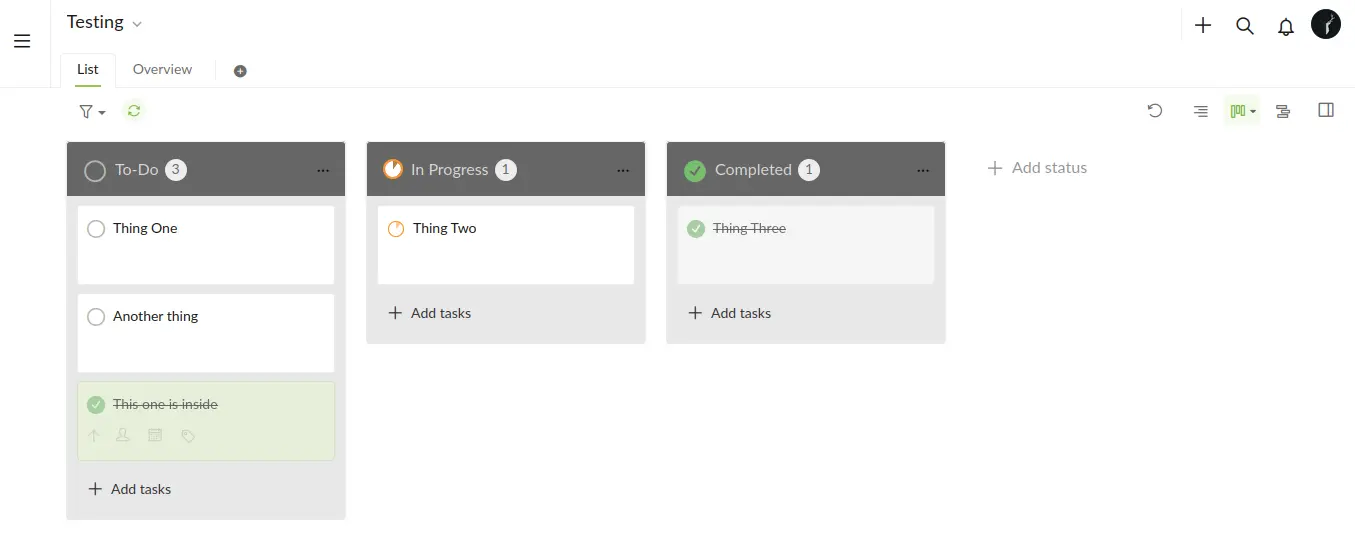 Testing
List
Overview
To-Do 3
Thing One
Another thing
This one is inside
Add tasks
In Progress 1
Thing Two
Add tasks
Completed 1
Thing Three
Add tasks
Add status